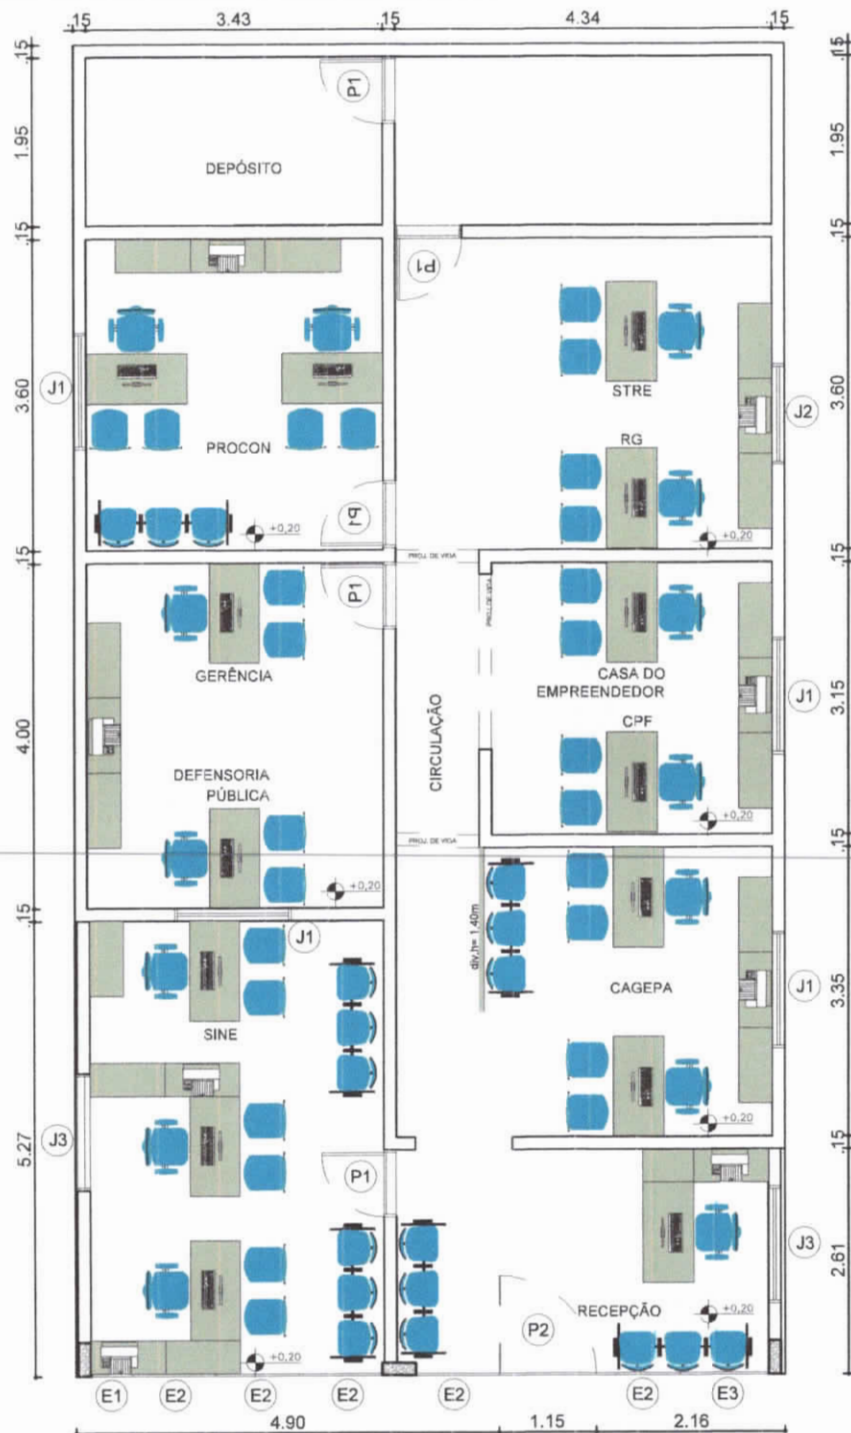 .15
3.43
.15
4.34
.15
.15
1.95
.15
3.60
.15
4.00
.15
5.27
.15
1.95
.15
3.60
.15
3.15
.15
3.35
.15
2.61
P1
DEPÓSITO
P1
J1
PROCON
P1
+0,20
STRE
RG
J2
+0,20
PROJ. DE VIGA
P1
GERÊNCIA
DEFENSORIA
PÚBLICA
+0,20
CIRCULAÇÃO
PROJ. DE VIGA
CASA DO
EMPREENDEDOR
CPF
J1
+0,20
PROJ. DE VIGA
J1
div,h= 1,40m
CAGEPA
J1
+0,20
SINE
J3
P1
J3
RECEPÇÃO
+0,20
P2
+0,20
E1
E2
E2
E2
E2
E2
E3
4.90
1.15
2.16